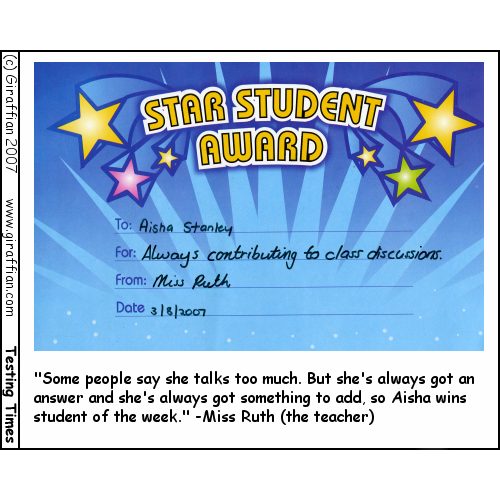 STAR STUDENT
AWARD
To: Aisha Stanley
For: Always contributing to class discussions.
From: Miss Ruth
Date 3/8/2007
"Some people say she talks too much. But she's always got an
answer and she's always got something to add, so Aisha wins
student of the week." -Miss Ruth (the teacher)
(c) Giraffian 2007 www.giraffian.com Testing Times